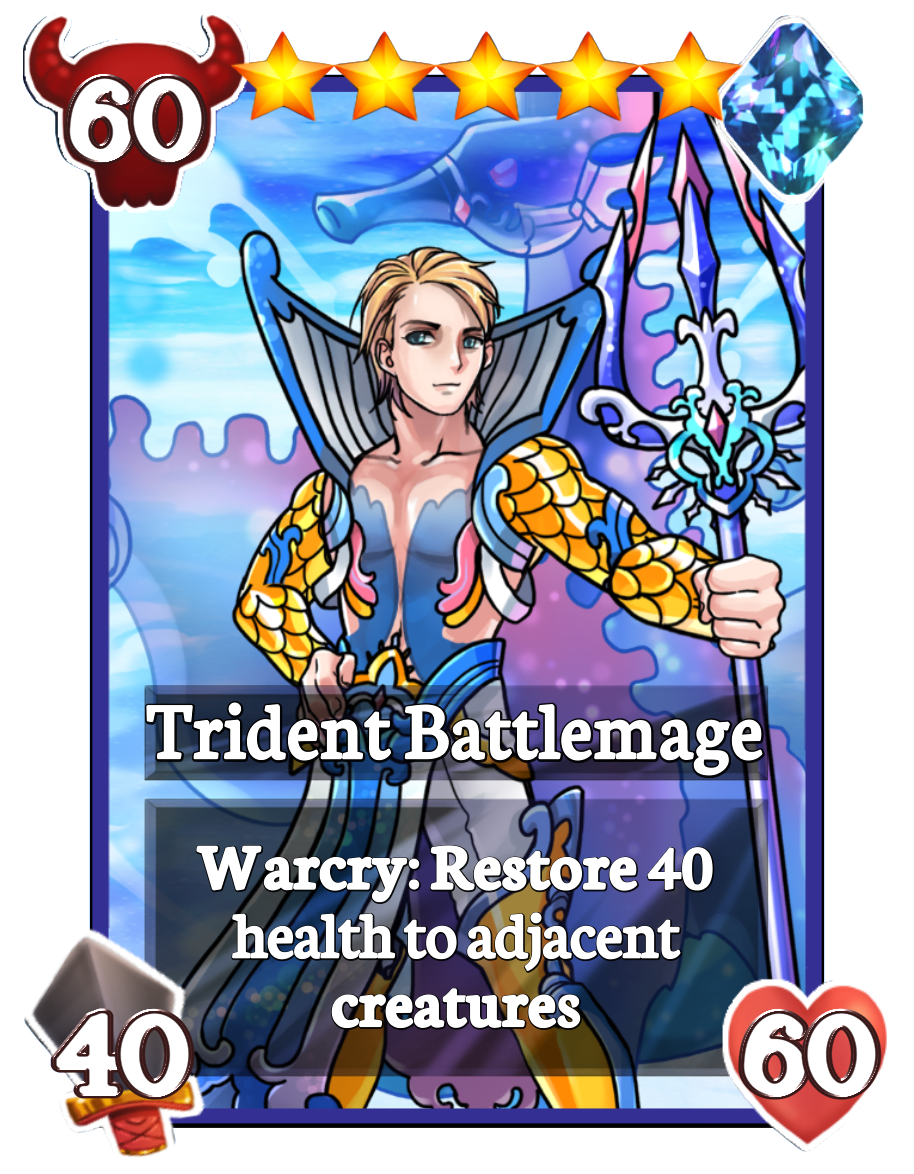 60
Trident Battlemage
Warcry: Restore 40
health to adjacent
creatures
40
60